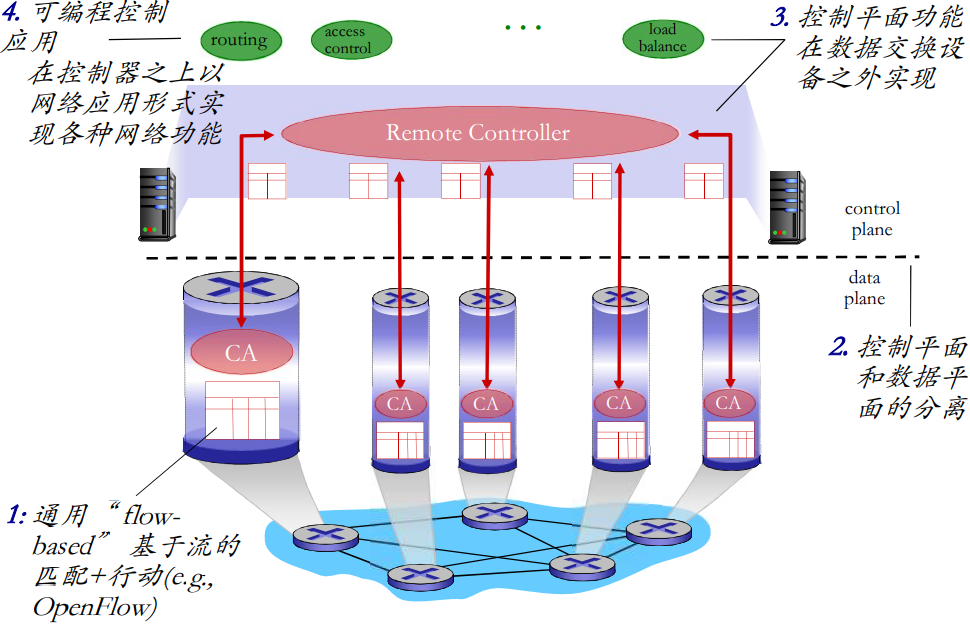 4. 可编程控制
应用
在控制器之上以
网络应用形式实
现各种网络功能
routing
access
control
...
load
balance
3. 控制平面功能
在数据交换设
备之外实现
Remote Controller
control
plane
data
plane
2. 控制平面
和数据平
面的分离
CA
CA
CA
CA
CA
1: 通用“flow-
based” 基于流的
匹配+行动(e.g.,
OpenFlow)